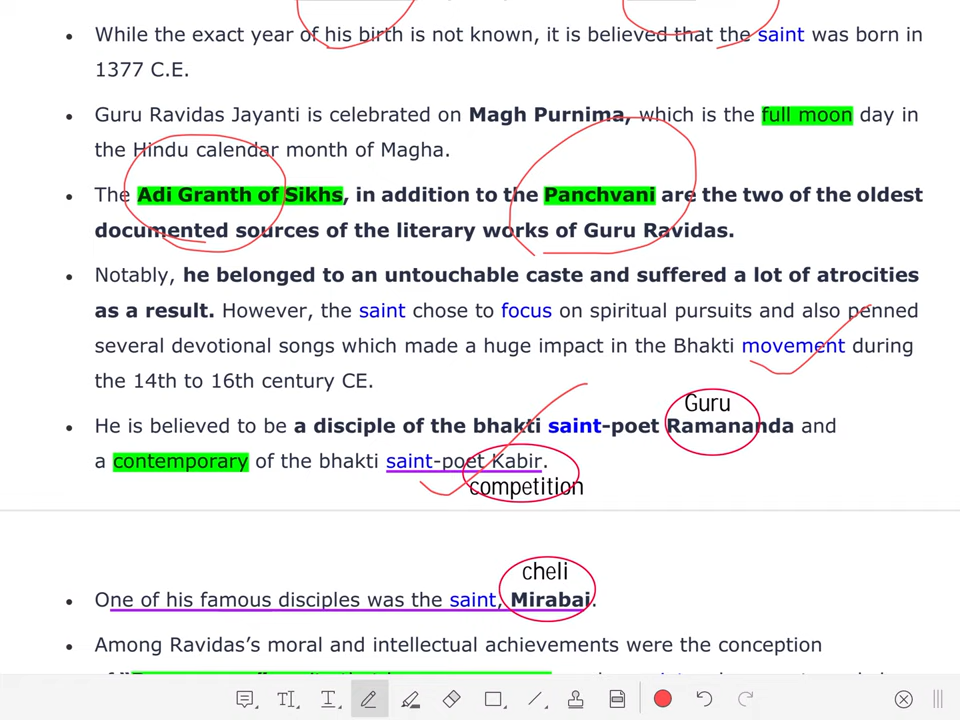 • While the exact year of his birth is not known, it is believed that the saint was born in
1377 C.E.
• Guru Ravidas Jayanti is celebrated on Magh Purnima, which is the full moon day in
the Hindu calendar month of Magha.
• The Adi Granth of Sikhs, in addition to the Panchvani are the two of the oldest
documented sources of the literary works of Guru Ravidas.
• Notably, he belonged to an untouchable caste and suffered a lot of atrocities
as a result. However, the saint chose to focus on spiritual pursuits and also penned
several devotional songs which made a huge impact in the Bhakti movement during
the 14th to 16th century CE.
Guru
• He is believed to be a disciple of the bhakti saint-poet Ramananda and
a contemporary of the bhakti saint-poet Kabir.
competition
cheli
• One of his famous disciples was the saint, Mirabai.
• Among Ravidas's moral and intellectual achievements were the conception